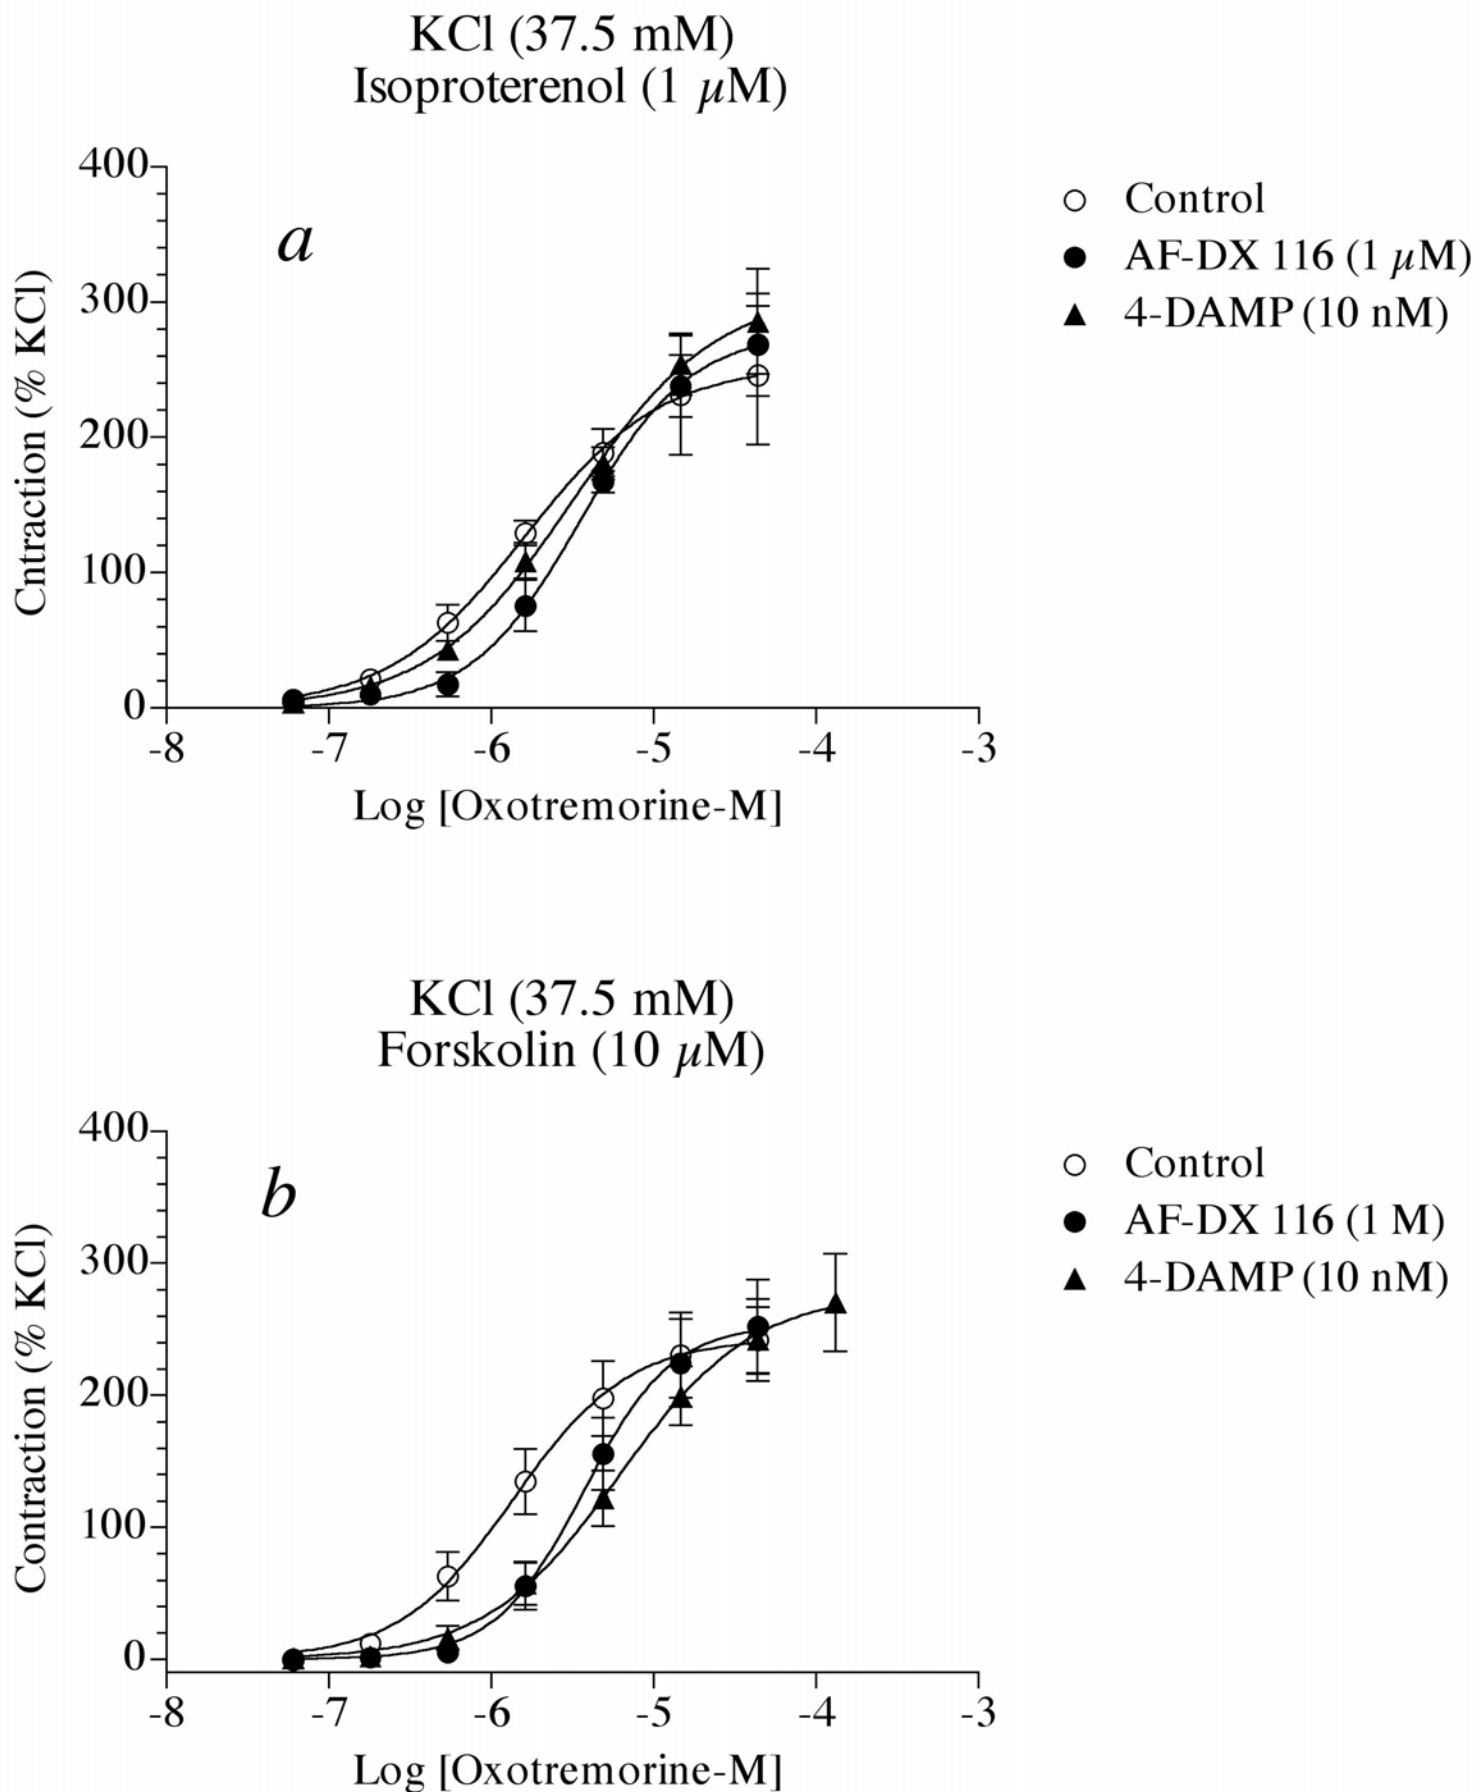 KCl (37.5 mM)
Isoproterenol (1 µM)
400
300
200
100
0
Cntraction (% KCl)
a
Control
AF-DX 116 (1 µM)
4-DAMP (10 nM)
-8 -7 -6 -5 -4 -3
Log [Oxotremorine-M]
KCl (37.5 mM)
Forskolin (10 µM)
400
300
200
100
0
Contraction (% KCl)
b
Control
AF-DX 116 (1 M)
4-DAMP (10 nM)
-8 -7 -6 -5 -4 -3
Log [Oxotremorine-M]